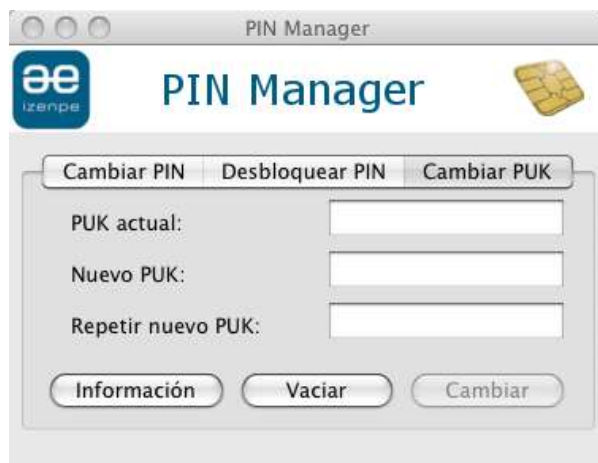 PIN Manager
izenpe
PIN Manager
Cambiar PIN Desbloquear PIN Cambiar PUK
PUK actual:
Nuevo PUK:
Repetir nuevo PUK:
Información Vaciar Cambiar